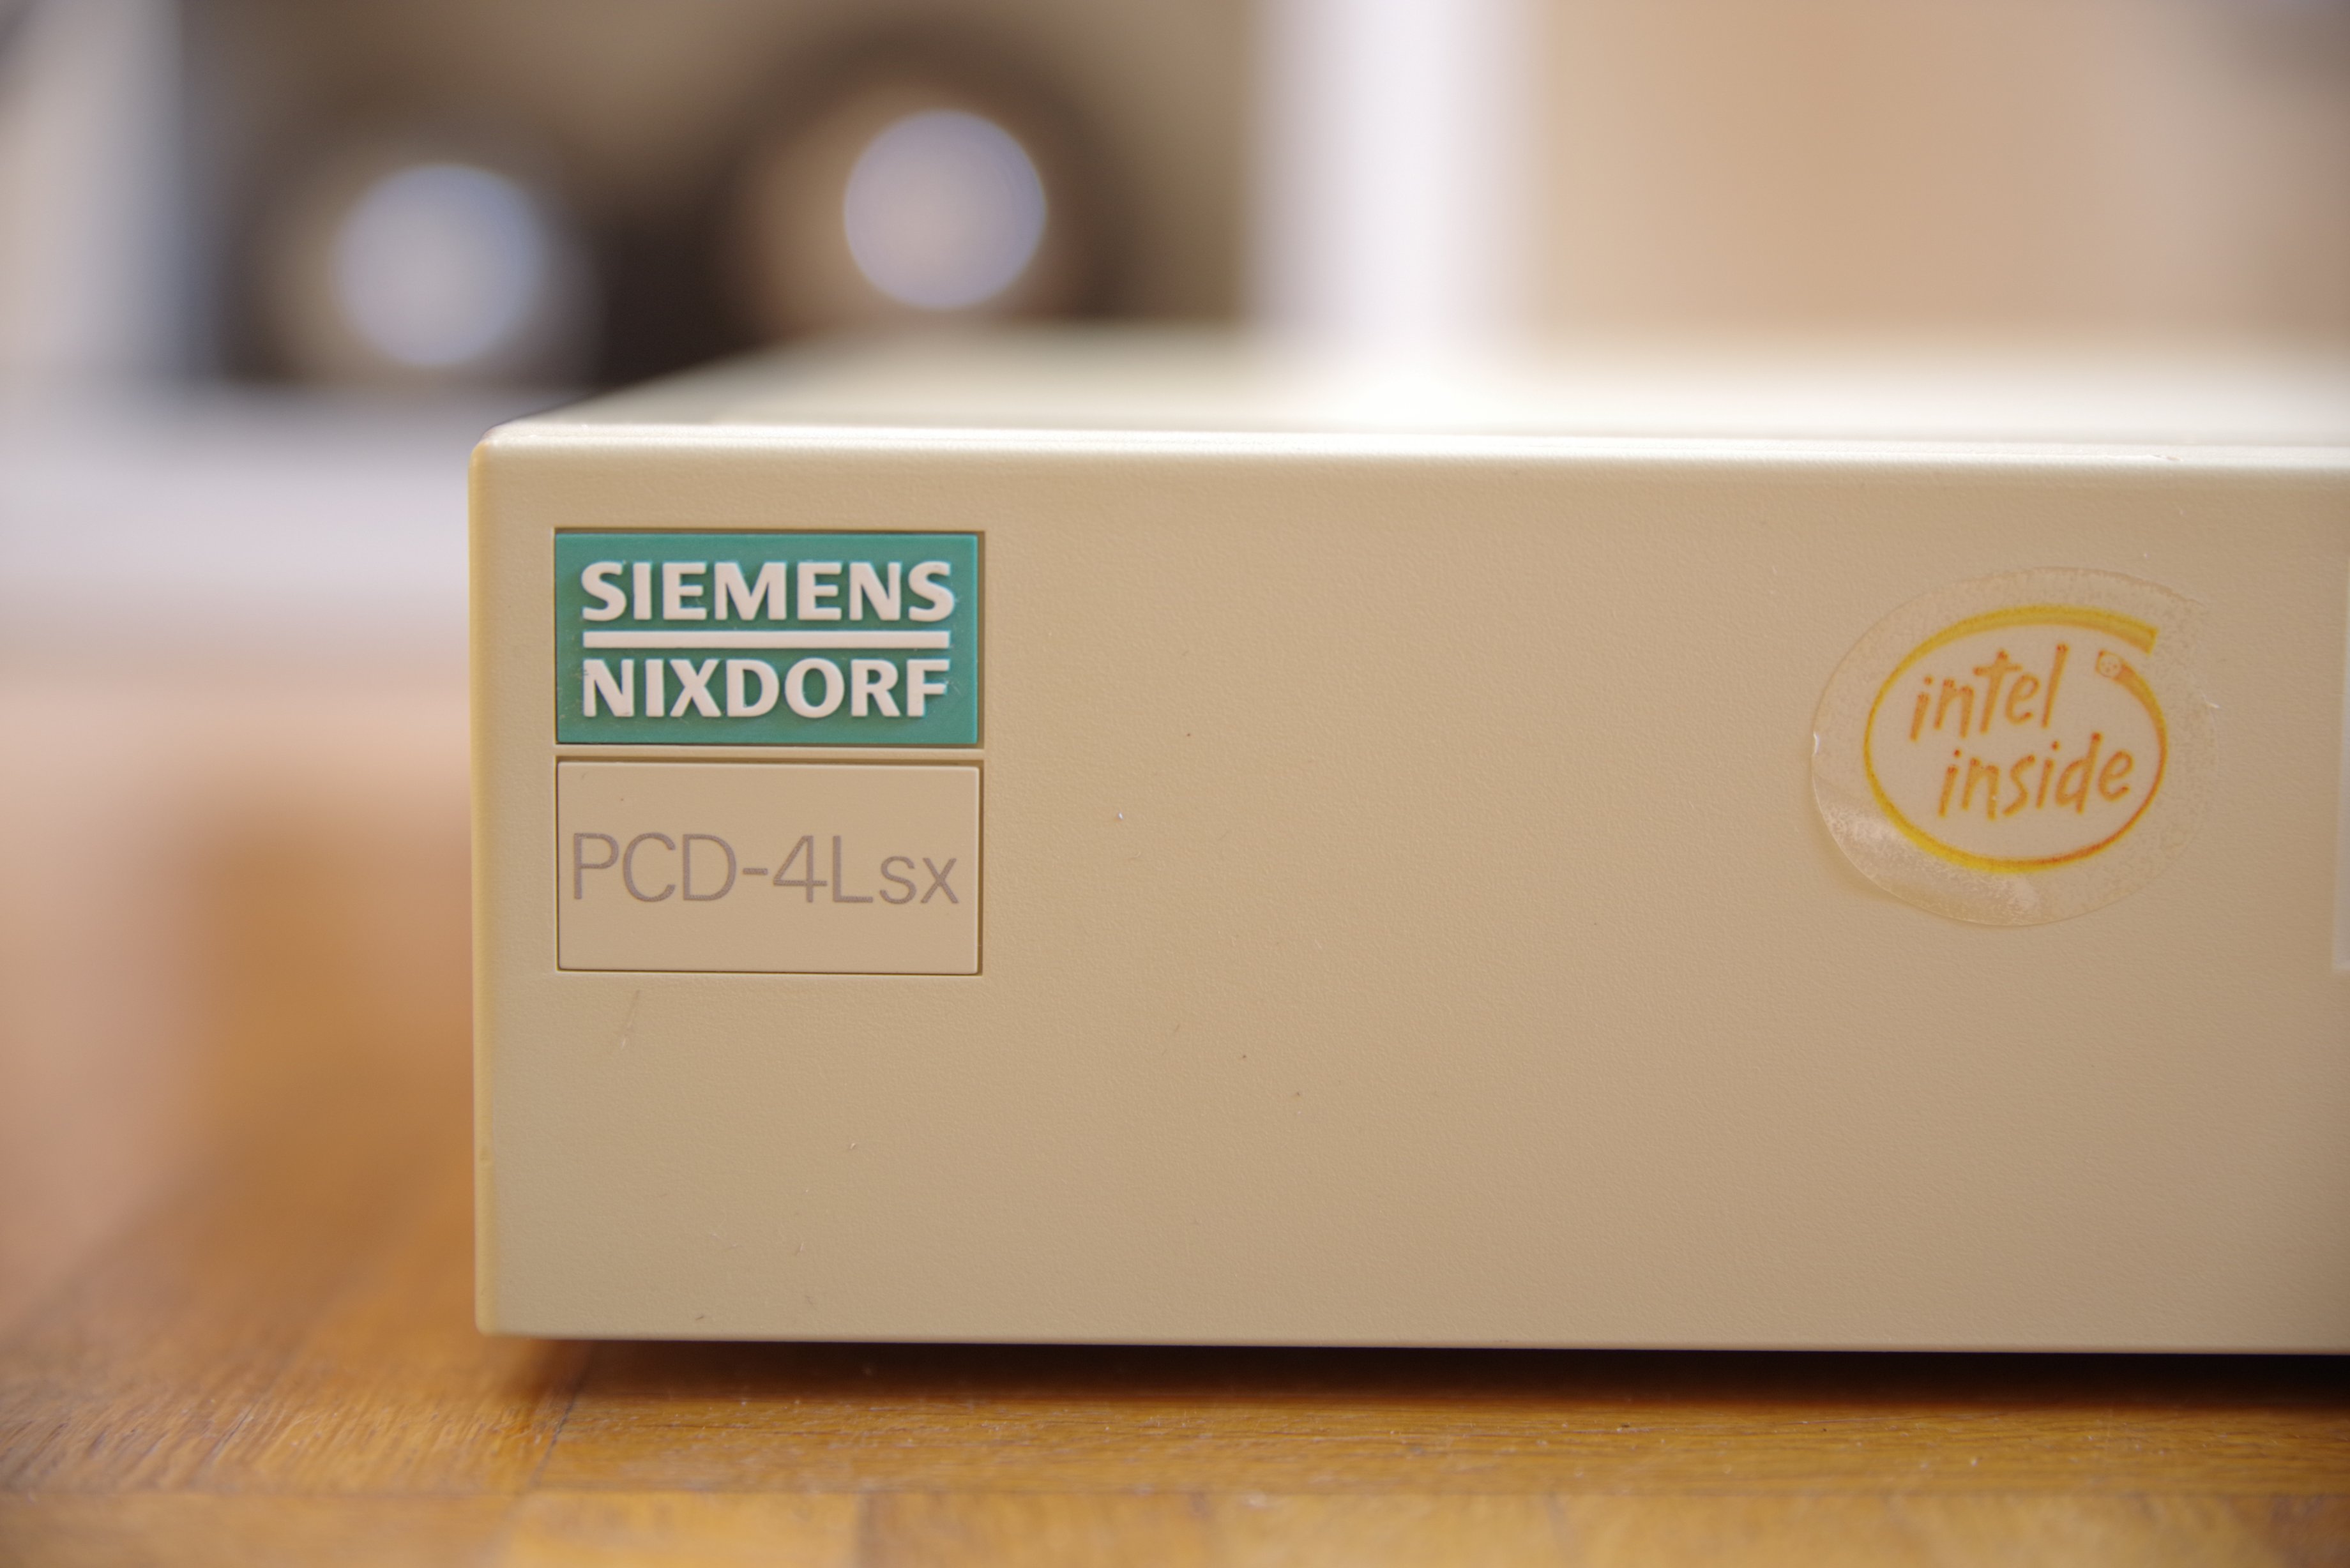 SIEMENS
NIXDORF
PCD-4Lsx
intel
inside